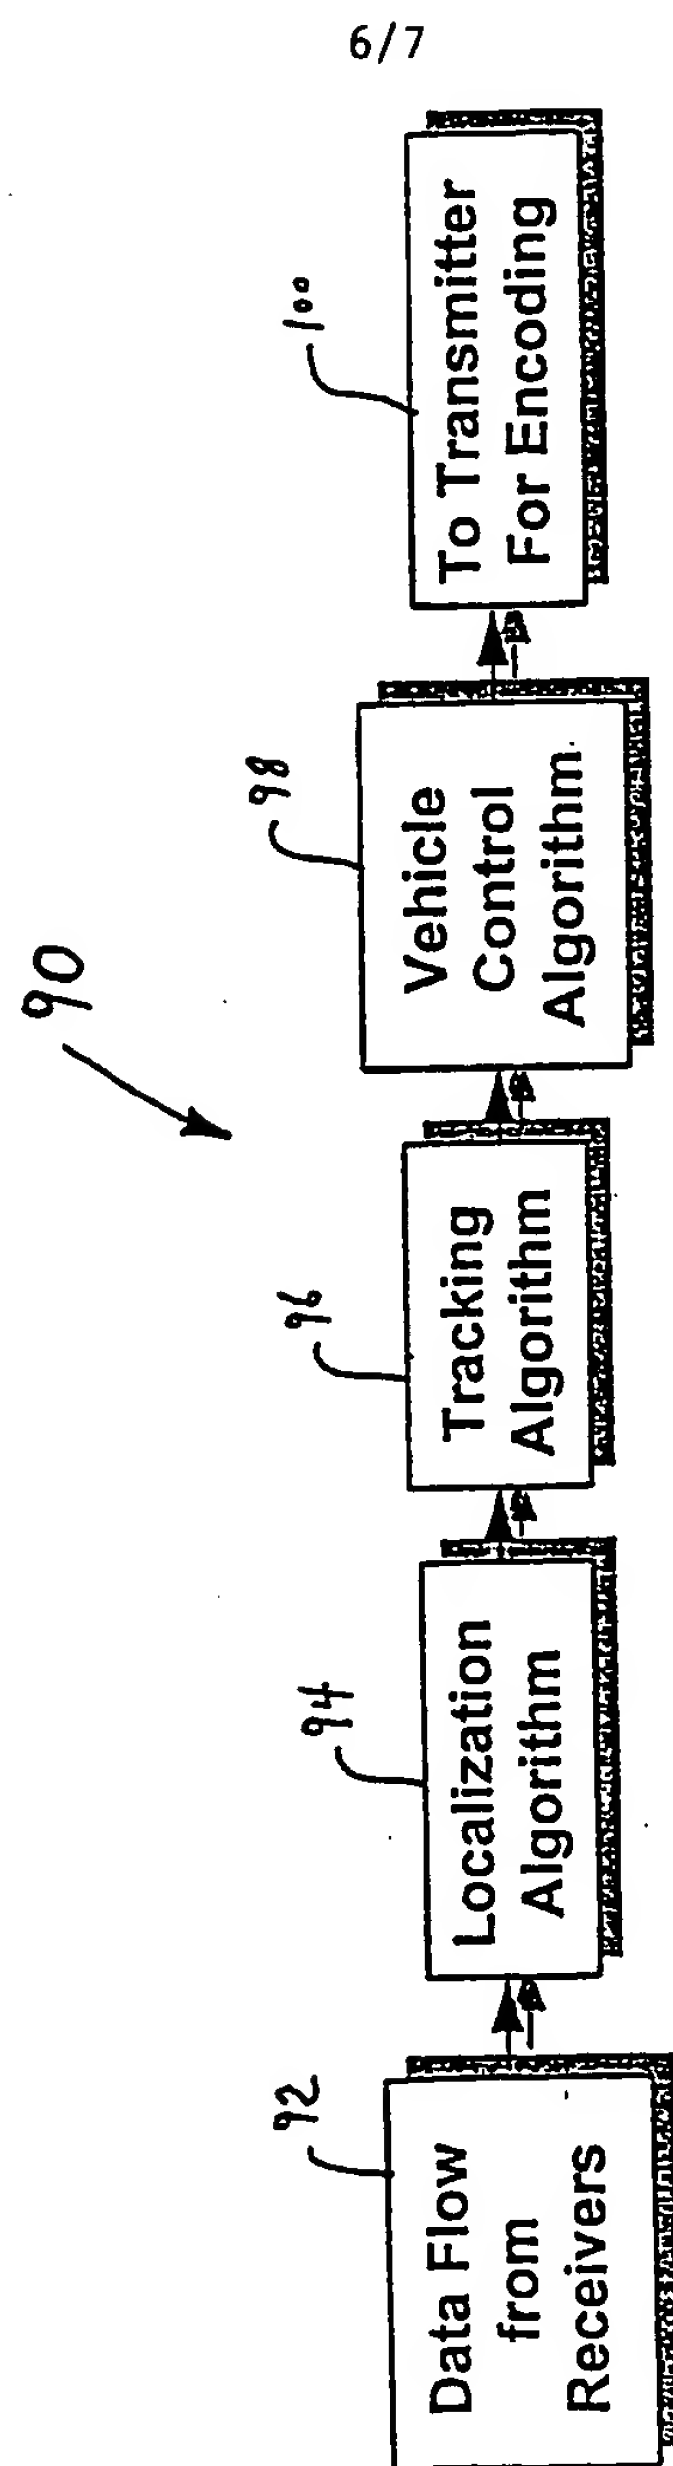 6/7
90
92
Data Flow
from
Receivers
94
Localization
Algorithm
96
Tracking
Algorithm
98
Vehicle
Control
Algorithm
100
To Transmitter
For Encoding